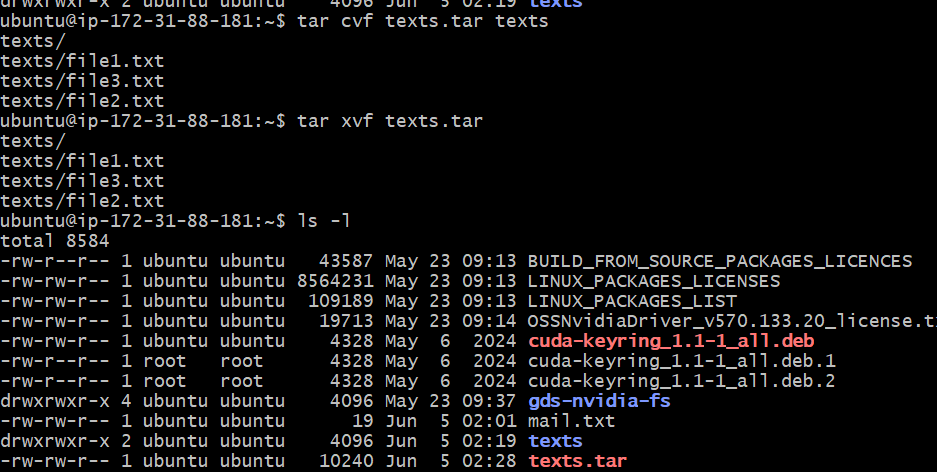 drwxrwxr-x 2 ubuntu ubuntu    4096 Jun  5 02:19 texts
ubuntu@ip-172-31-88-181:~$ tar cvf texts.tar texts
texts/
texts/file1.txt
texts/file3.txt
texts/file2.txt
ubuntu@ip-172-31-88-181:~$ tar xvf texts.tar
texts/
texts/file1.txt
texts/file3.txt
texts/file2.txt
ubuntu@ip-172-31-88-181:~$ ls -l
total 8584
-rw-r--r-- 1 ubuntu ubuntu   43587 May 23 09:13 BUILD_FROM_SOURCE_PACKAGES_LICENCES
-rw-r--r-- 1 ubuntu ubuntu 8564231 May 23 09:13 LINUX_PACKAGES_LICENSES
-rw-r--r-- 1 ubuntu ubuntu  109189 May 23 09:13 LINUX_PACKAGES_LIST
-rw-rw-r-- 1 ubuntu ubuntu   19713 May 23 09:14 OSSNvidiaDriver_v570.133.20_license.t
-rw-rw-r-- 1 ubuntu ubuntu    4328 May  6  2024 cuda-keyring_1.1-1_all.deb
-rw-r--r-- 1 root   root      4328 May  6  2024 cuda-keyring_1.1-1_all.deb.1
-rw-r--r-- 1 root   root      4328 May  6  2024 cuda-keyring_1.1-1_all.deb.2
drwxrwxr-x 4 ubuntu ubuntu    4096 May 23 09:37 gds-nvidia-fs
-rw-rw-r-- 1 ubuntu ubuntu      19 Jun  5 02:01 mail.txt
drwxrwxr-x 2 ubuntu ubuntu    4096 Jun  5 02:19 texts
-rw-rw-r-- 1 ubuntu ubuntu   10240 Jun  5 02:28 texts.tar